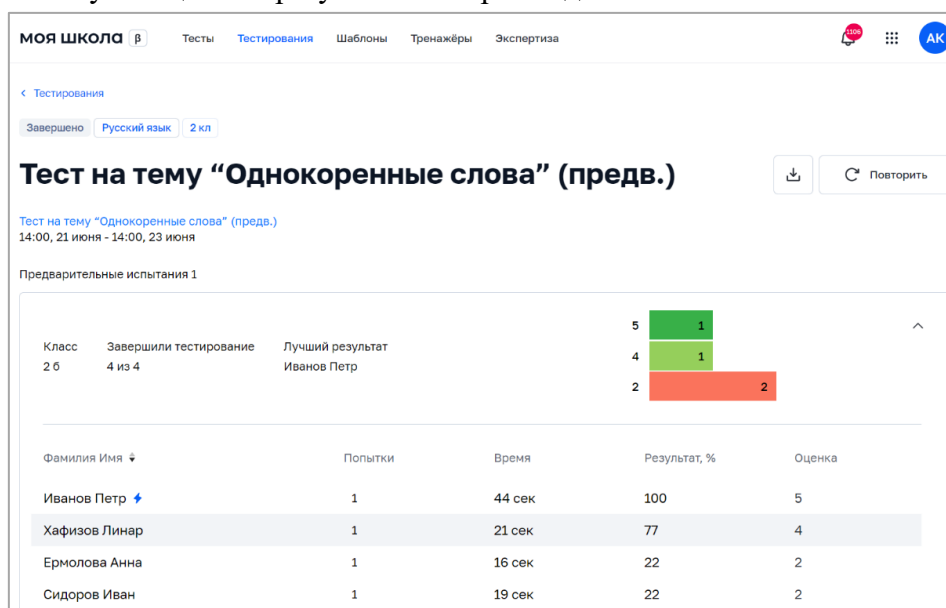 моя школа β Тесты Тестирования Шаблоны Тренажёры Экспертиза 1106 АК
Тестирования
Завершено Русский язык 2 кл
Тест на тему “Однокоренные слова” (предв.) Повторить
Тест на тему “Однокоренные слова” (предв.)
14:00, 21 июня - 14:00, 23 июня
Предварительные испытания 1
5 1
Класс Завершили тестирование Лучший результат
4 1
2 б 4 из 4 Иванов Петр
2 2
Фамилия Имя Попытки Время Результат, % Оценка
Иванов Петр 1 44 сек 100 5
Хафизов Линар 1 21 сек 77 4
Ермолова Анна 1 16 сек 22 2
Сидоров Иван 1 19 сек 22 2